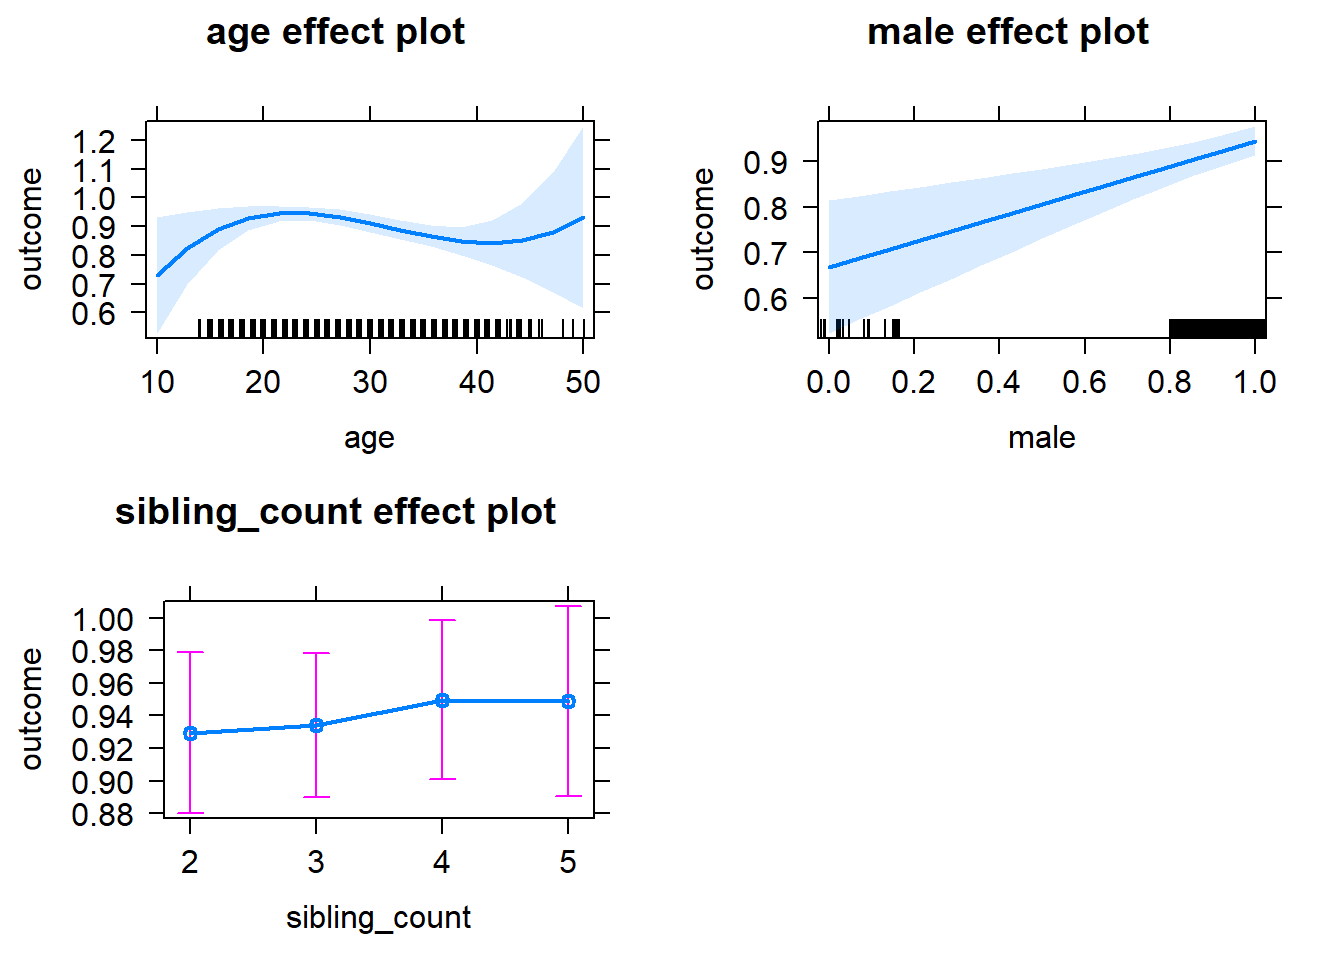 age effect plot
outcome
1.2
1.1
1.0
0.9
0.8
0.7
0.6
10 20 30 40 50
age
male effect plot
outcome
0.9
0.8
0.7
0.6
0.0 0.2 0.4 0.6 0.8 1.0
male
sibling_count effect plot
outcome
1.00
0.98
0.96
0.94
0.92
0.90
0.88
2 3 4 5
sibling_count